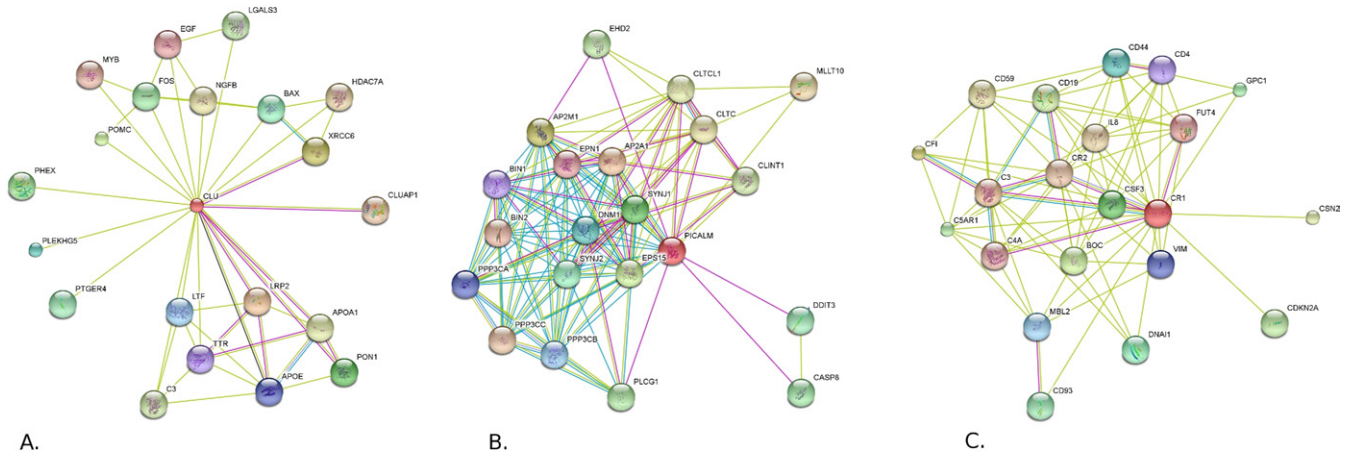 LGALS3
EGF
MYB
FOS
NGFB
BAX
HDAC7A
POMC
XRCC6
PHEX
CLU
CLUAP1
PLEKHG5
PTGER4
LTF
LRP2
APOA1
TTR
PON1
APOE
C3
A.
EHD2
CLTCL1
MLLT10
AP2M1
CLTC
EPN1
AP2A1
BIN1
CLINT1
SYNJ1
BIN2
DNM1
PICALM
SYNJ2
EPS15
PPP3CA
DDIT3
PPP3CC
PPP3CB
PLCG1
CASP8
B.
CD44
CD4
CD59
CD19
GPC1
IL8
FUT4
CFI
CR2
C3
CSF3
CR1
C5AR1
CSN2
C4A
BOC
VIM
MBL2
CDKN2A
DNAI1
CD93
C.